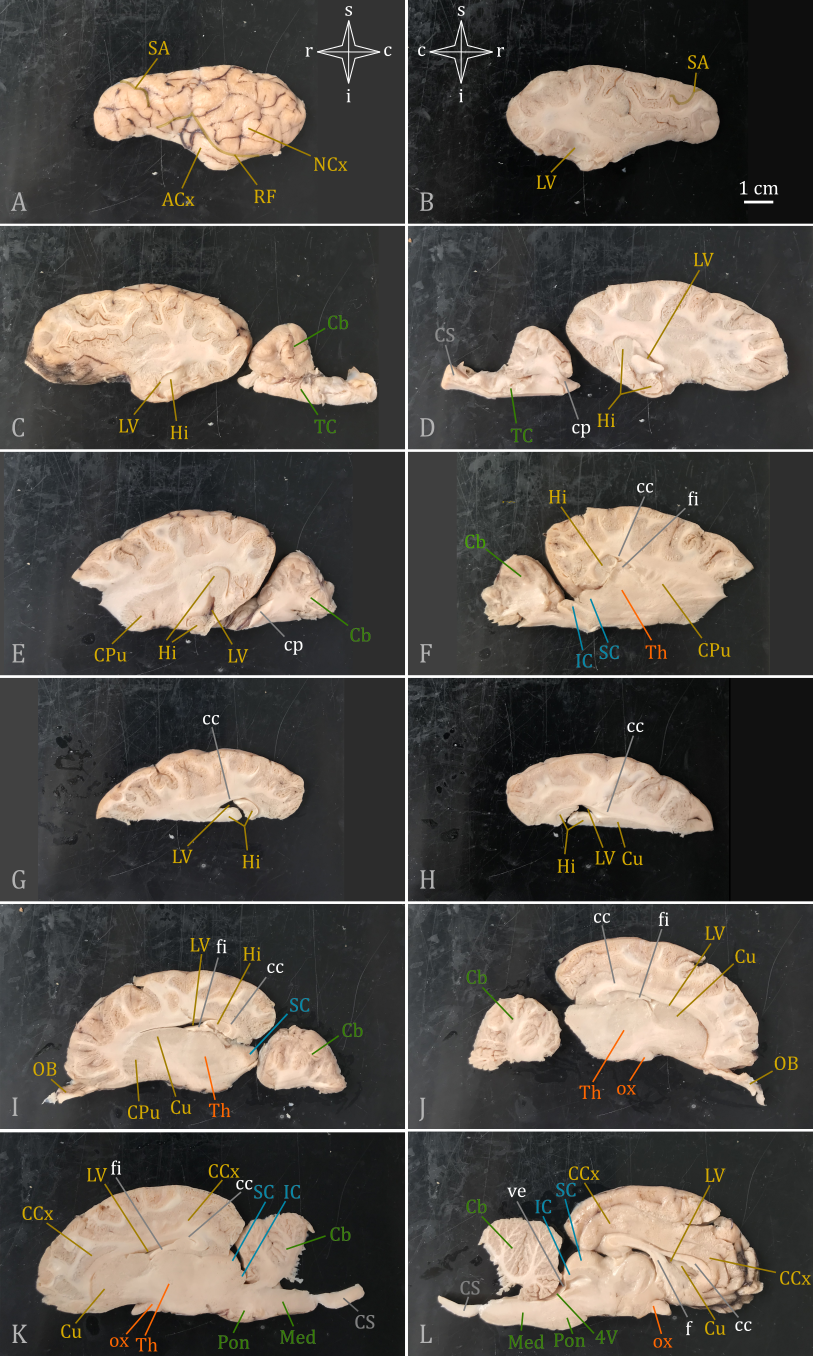 s
r c
i
SA
NCx
ACx RF
A
s
c r
i
SA
LV
1 cm
B
Cb
LV Hi
TC
C
LV
CS
Hi
TC cp
D
CPu Hi LV cp Cb
E
cc
Hi fi
Cb
IC SC Th CPu
F
cc
LV Hi
G
cc
Hi LV Cu
H
LV fi Hi
cc
SC
Cb
OB
CPu Cu Th
I
cc fi
LV
Cu
Cb
OB
Th ox
J
LV fi CCx
cc SC IC
CCx
Cb
CS
Cu
ox Th Pon Med
K
CCx LV
SC
ve IC
Cb
CCx
CS
f Cu cc
Med Pon 4V ox
L